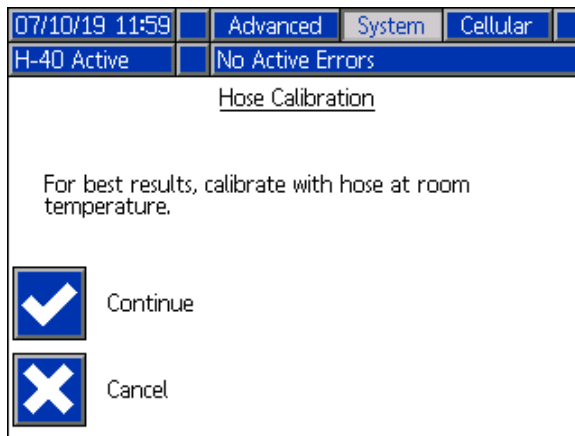 07/10/19 11:59 Advanced System Cellular
H-40 Active No Active Errors
Hose Calibration
For best results, calibrate with hose at room
temperature.
Continue
Cancel